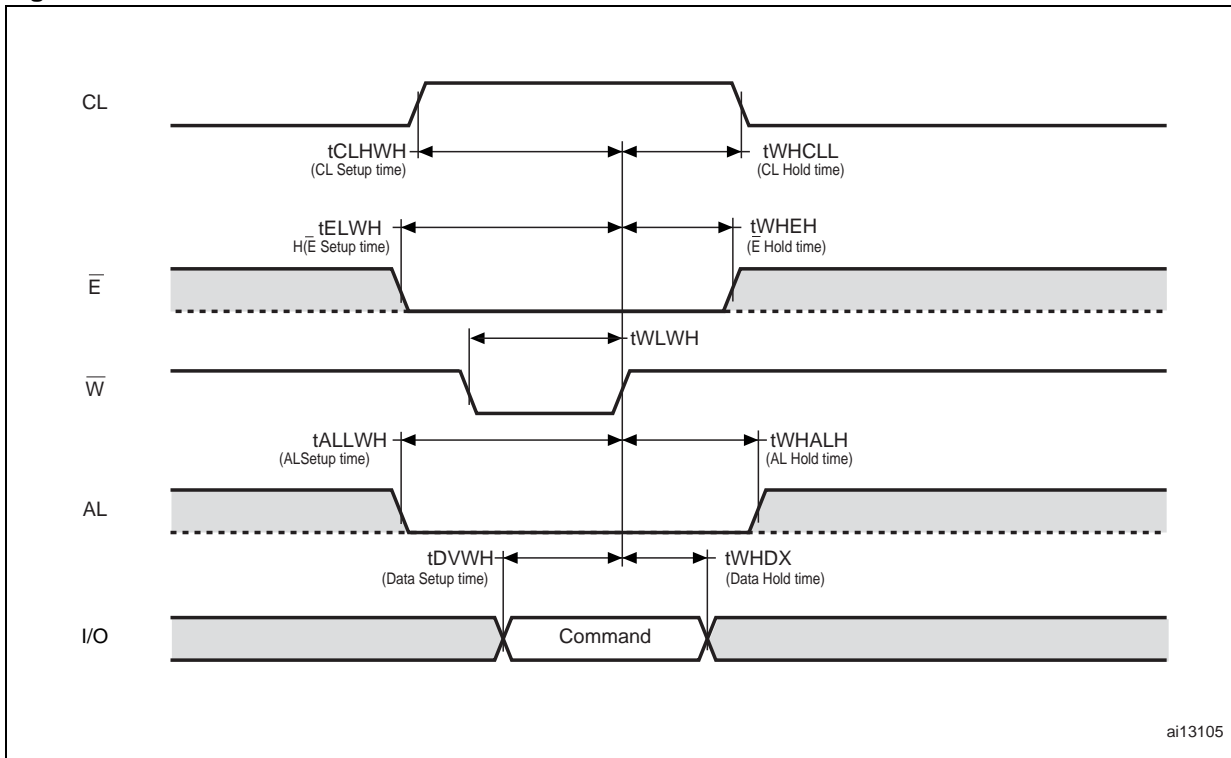 CL
tCLHWH
(CL Setup time)
tWHCLL
(CL Hold time)
tELWH
H(E̅ Setup time)
tWHEH
(E̅ Hold time)
E̅
tWLWH
W̅
tALLWH
(ALSetup time)
tWHALH
(AL Hold time)
AL
tDVWH
(Data Setup time)
tWHDX
(Data Hold time)
I/O
Command
ai13105